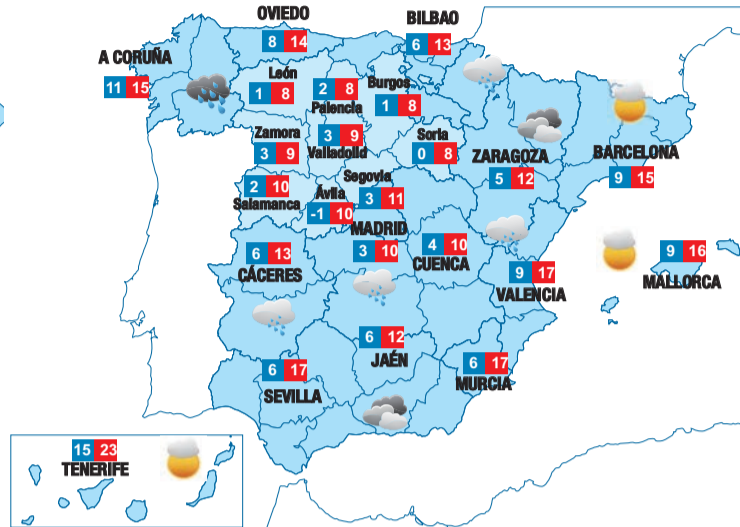 OVIEDO
8 14
BILBAO
6 13
A CORUÑA
11 15
León
1 8
2 8
Palencia
Burgos
1 8
Zamora
3 9
3 9
Valladolid
Soria
0 8
ZARAGOZA
5 12
BARCELONA
9 15
2 10
Salamanca
Ávila
-1 10
Segovia
3 11
MADRID
3 10
4 10
CUENCA
6 13
CÁCERES
9 17
VALENCIA
9 16
MALLORCA
6 12
JAÉN
6 17
SEVILLA
6 17
MURCIA
15 23
TENERIFE